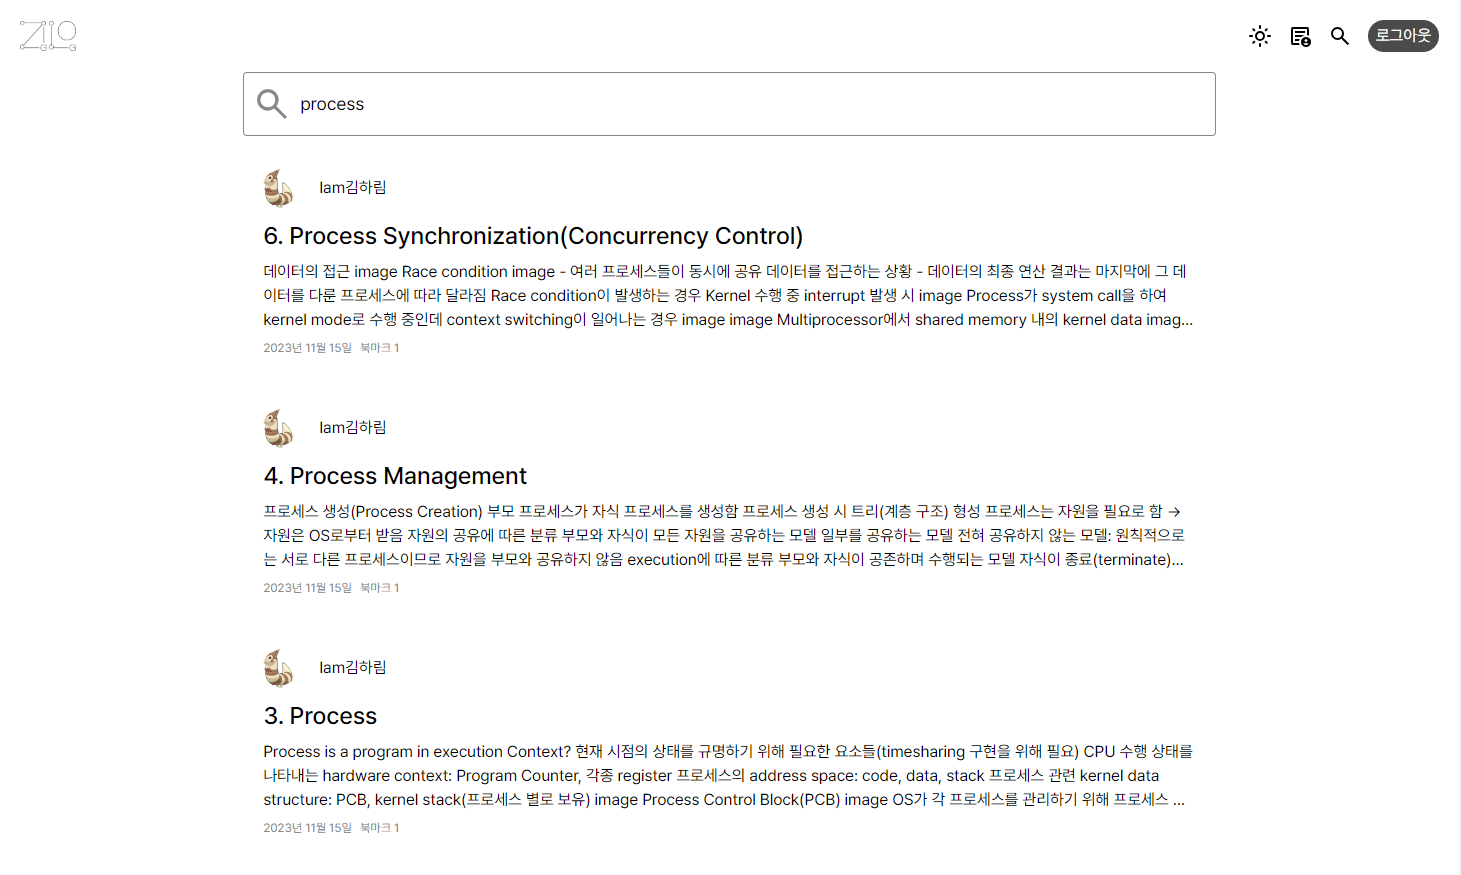 ZILO
로그아웃
process
Iam김하림
6. Process Synchronization(Concurrency Control)
데이터의 접근 image Race condition image - 여러 프로세스들이 동시에 공유 데이터를 접근하는 상황 - 데이터의 최종 연산 결과는 마지막에 그 데
이터를 다룬 프로세스에 따라 달라짐 Race condition이 발생하는 경우 Kernel 수행 중 interrupt 발생 시 image Process가 system call을 하여
kernel mode로 수행 중인데 context switching이 일어나는 경우 image image Multiprocessor에서 shared memory 내의 kernel data imag...
2023년 11월 15일 북마크 1
Iam김하림
4. Process Management
프로세스 생성(Process Creation) 부모 프로세스가 자식 프로세스를 생성함 프로세스 생성 시 트리(계층 구조) 형성 프로세스는 자원을 필요로 함 →
자원은 OS로부터 받음 자원의 공유에 따른 분류 부모와 자식이 모든 자원을 공유하는 모델 일부를 공유하는 모델 전혀 공유하지 않는 모델: 원칙적으로
는 서로 다른 프로세스이므로 자원을 부모와 공유하지 않음 execution에 따른 분류 부모와 자식이 공존하며 수행되는 모델 자식이 종료(terminate)...
2023년 11월 15일 북마크 1
Iam김하림
3. Process
Process is a program in execution Context? 현재 시점의 상태를 규명하기 위해 필요한 요소들(timesharing 구현을 위해 필요) CPU 수행 상태를
나타내는 hardware context: Program Counter, 각종 register 프로세스의 address space: code, data, stack 프로세스 관련 kernel data
structure: PCB, kernel stack(프로세스 별로 보유) image Process Control Block(PCB) image OS가 각 프로세스를 관리하기 위해 프로세스 ...
2023년 11월 15일 북마크 1